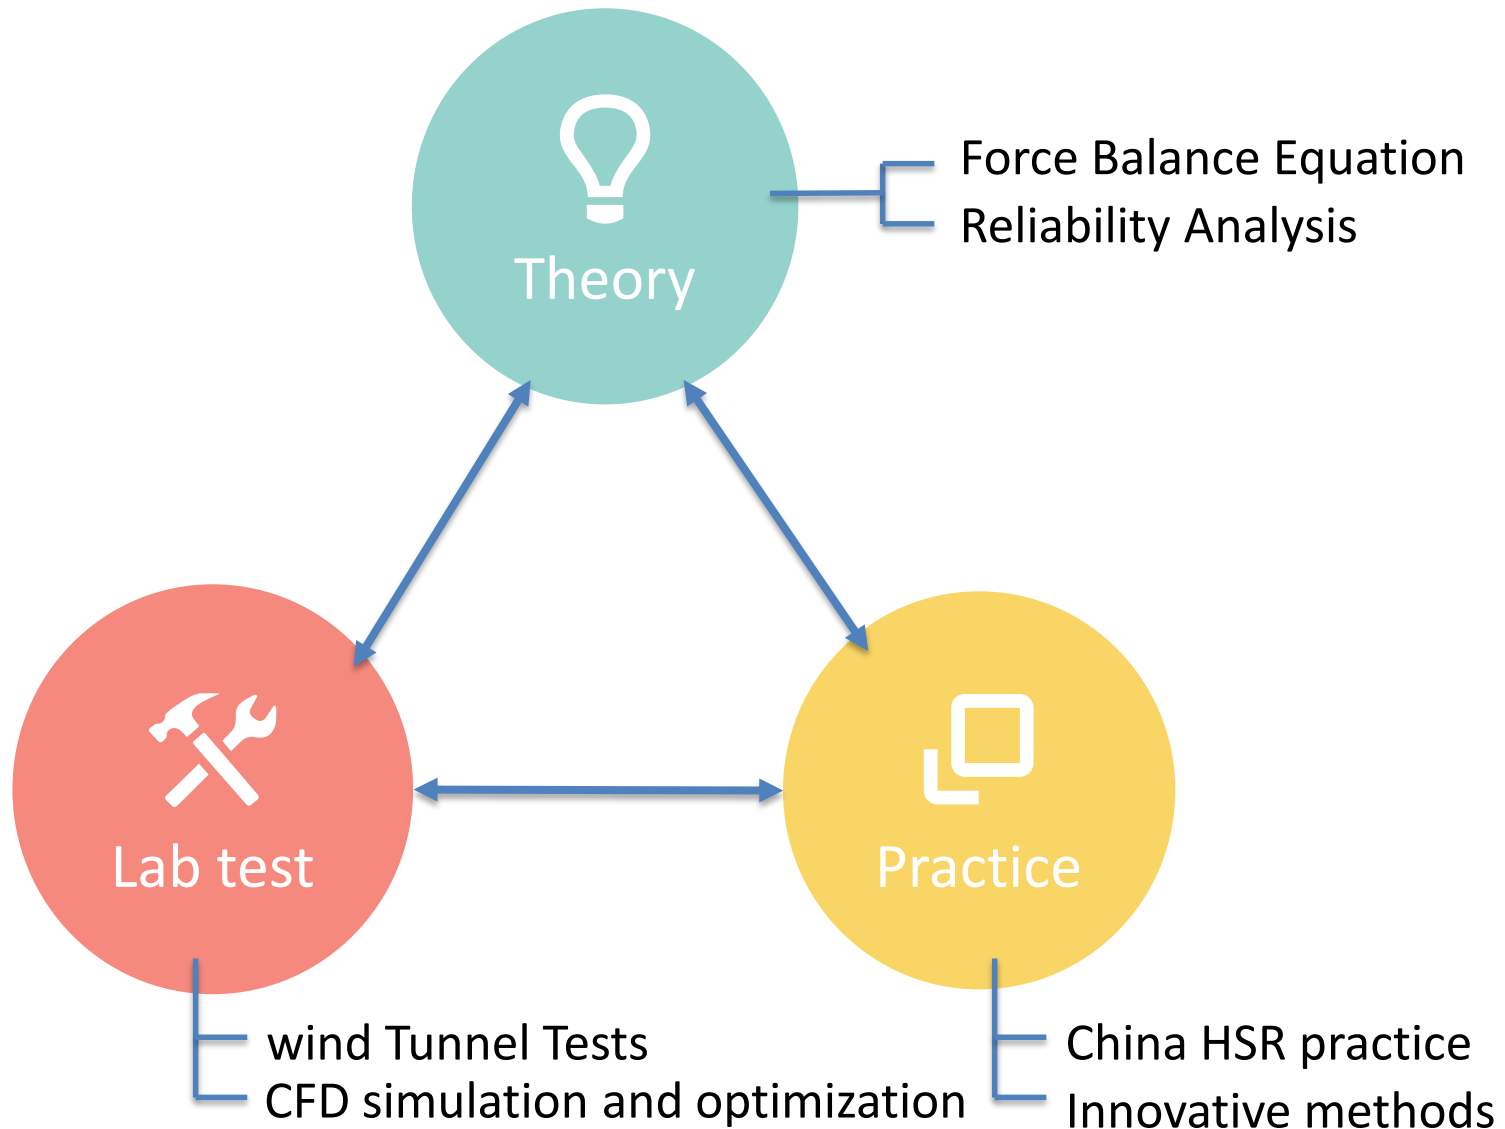 Force Balance Equation
Reliability Analysis
Theory
Lab test
Practice
wind Tunnel Tests
CFD simulation and optimization
China HSR practice
Innovative methods